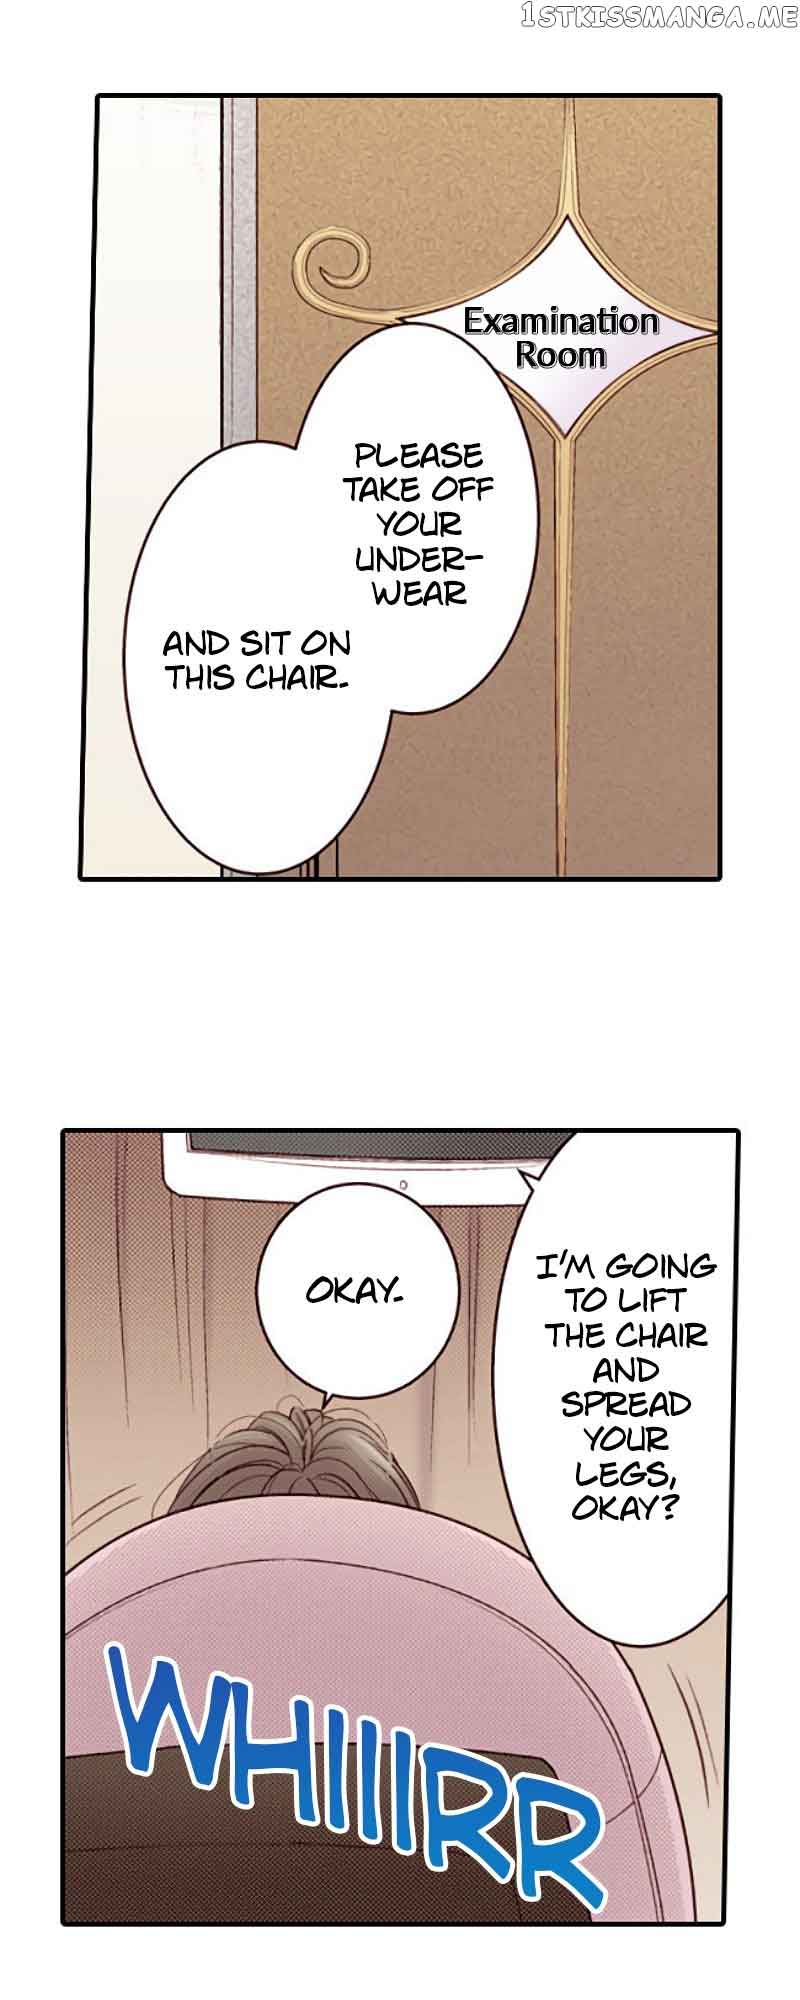 1STKISSMANGA.ME
Examination
Room
PLEASE
TAKE OFF
YOUR
UNDER-
WEAR
AND SIT ON
THIS CHAIR.
I'M GOING
TO LIFT
THE CHAIR
AND
SPREAD
YOUR
LEGS,
OKAY?
OKAY.
WHIIIRR